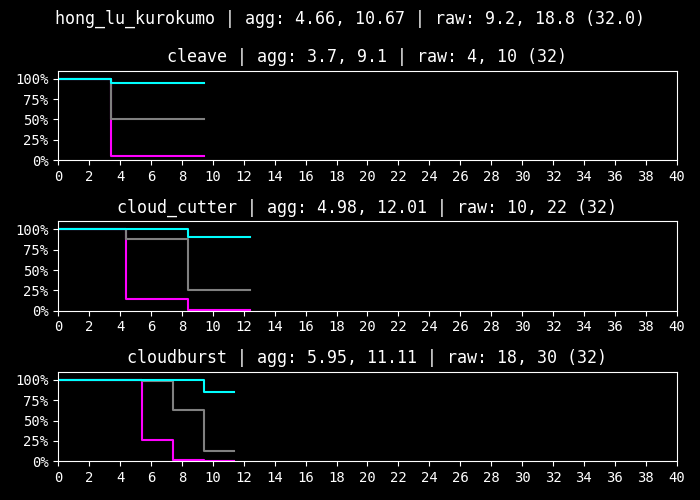 hong_lu_kurokumo | agg: 4.66, 10.67 | raw: 9.2, 18.8 (32.0)
cleave | agg: 3.7, 9.1 | raw: 4, 10 (32)
100%
75%
50%
25%
0%
0 2 4 6 8 10 12 14 16 18 20 22 24 26 28 30 32 34 36 38 40
cloud_cutter | agg: 4.98, 12.01 | raw: 10, 22 (32)
100%
75%
50%
25%
0%
0 2 4 6 8 10 12 14 16 18 20 22 24 26 28 30 32 34 36 38 40
cloudburst | agg: 5.95, 11.11 | raw: 18, 30 (32)
100%
75%
50%
25%
0%
0 2 4 6 8 10 12 14 16 18 20 22 24 26 28 30 32 34 36 38 40